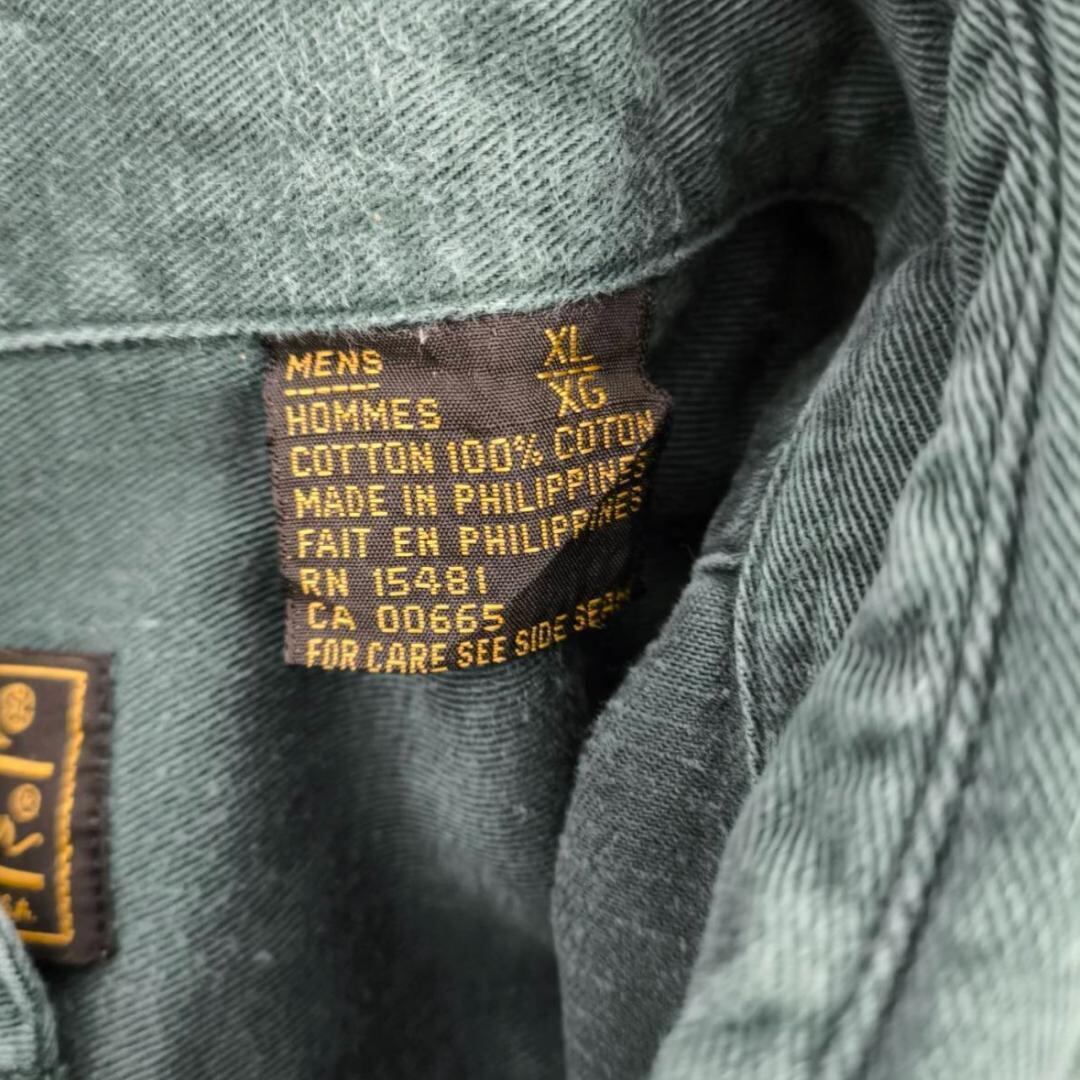 MENS XL
HOMMES XG
COTTON 100% COTON
MADE IN PHILIPPINES
FAIT EN PHILIPPINES
RN 15481
CA 00665
FOR CARE SEE SIDE SEAM